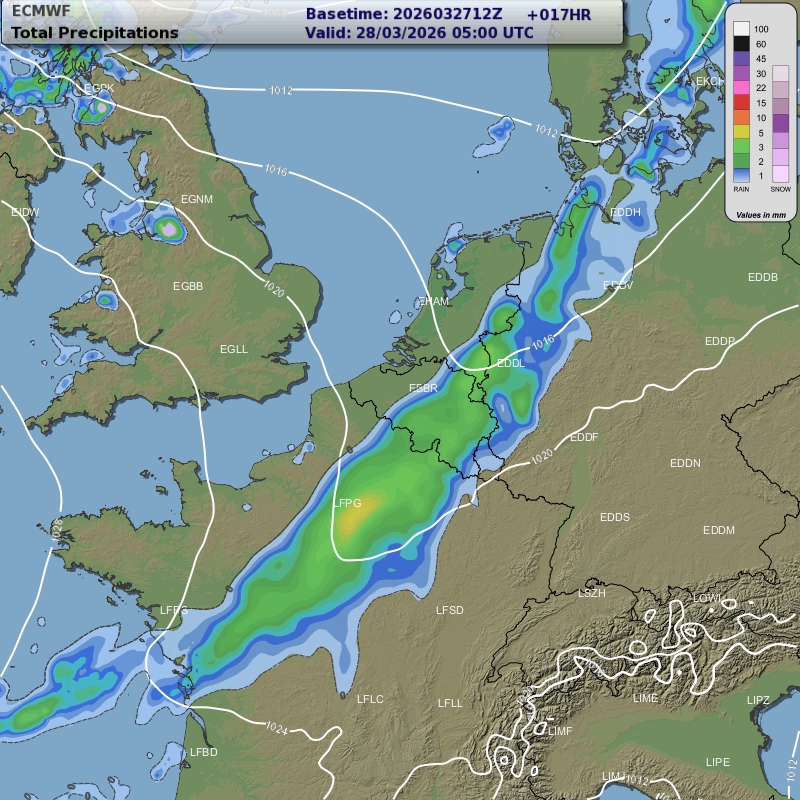 ECMWF
Basetime: 2026032712Z +017HR
Total Precipitations
Valid: 28/03/2026 05:00 UTC
100
60
45
30
22
15
10
5
3
2
1
RAIN SNOW
Values in mm
EGPK
1012
1012
1016
EGNM
EIDW
EDDH
EDDB
EGBB
1020
EDDV
EHAM
EDDP
EGLL
1016
EDDL
EBBR
EDDF
1020
EDDN
LFPG
EDDS
EDDM
1028
LSZH
LOWI
LFRS
LFSD
LFLC
LFLL
LIME
LIPZ
1024
LIMF
LFBD
LIPE
LIMJ
1012
1012